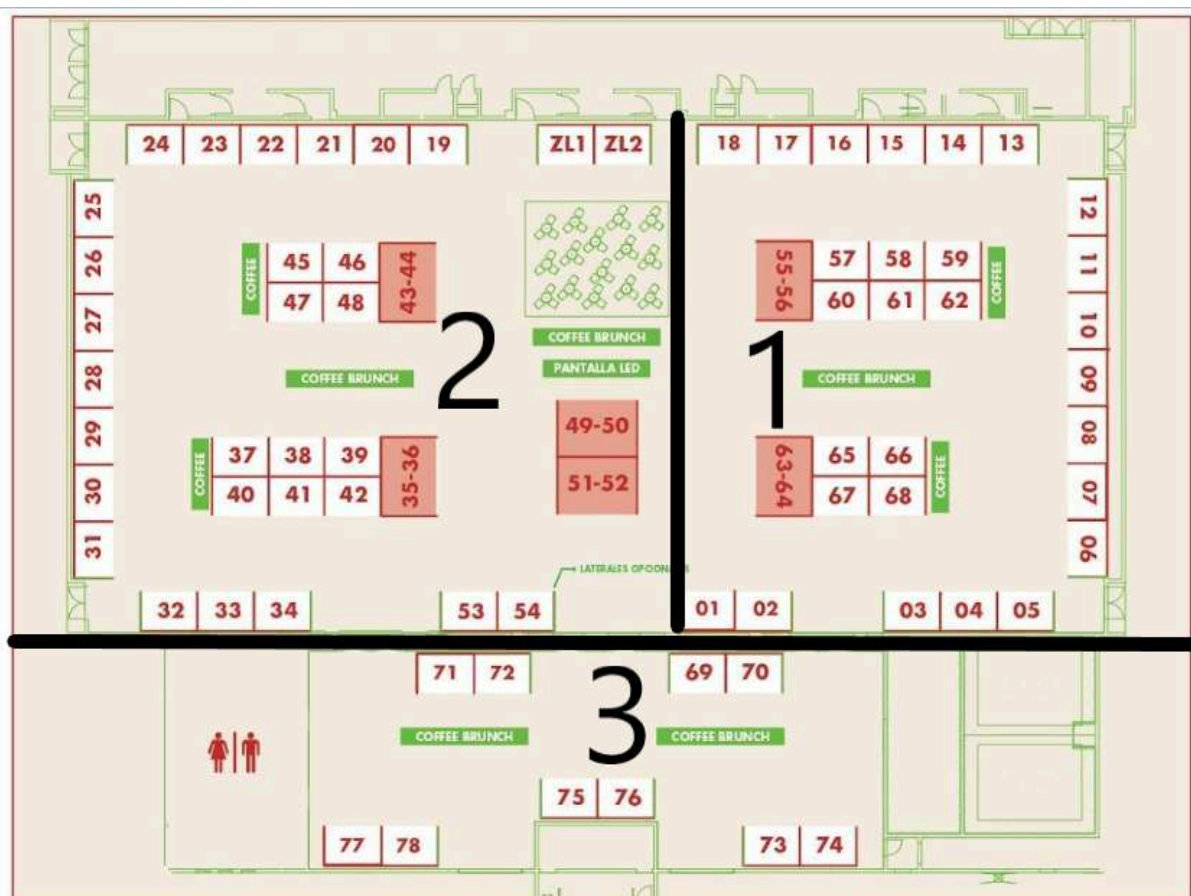 24 23 22 21 20 19 ZL1 ZL2 18 17 16 15 14 13
25
26
27
28
29
30
31
COFFEE
45 46 43-44
47 48
COFFEE BRUNCH
PANTALLA LED
2
COFFEE BRUNCH
COFFEE
37 38 39 35-36
40 41 42
49-50
51-52
LATERALES
32 33 34 53 54
12
11
10
09
08
07
06
55-56 57 58 59 COFFEE
60 61 62
1
COFFEE BRUNCH
63-64 65 66 COFFEE
67 68
01 02 03 04 05
71 72 69 70
3
COFFEE BRUNCH COFFEE BRUNCH
75 76
77 78 73 74